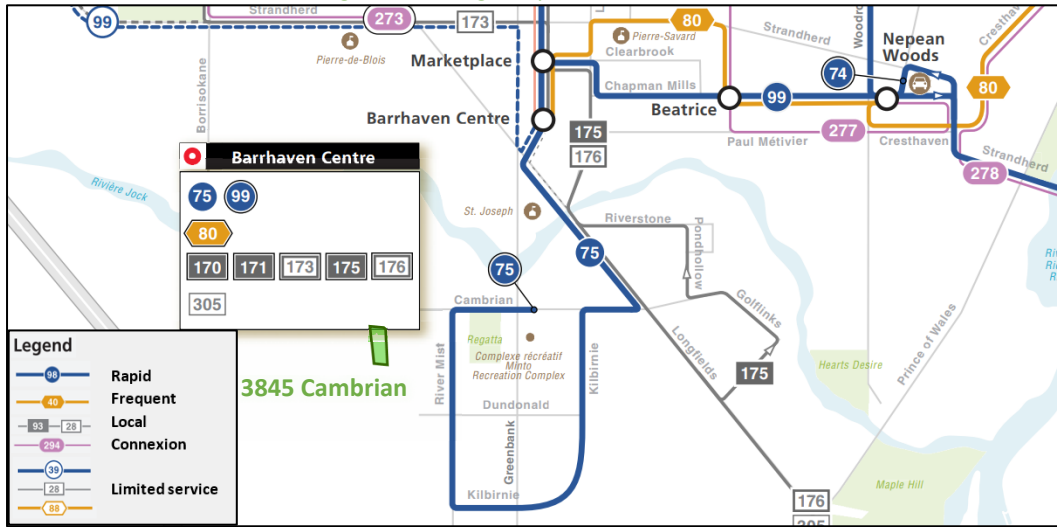 Strandherd
273
173
99
80
Pierre-Savard
Clearbrook
Strandherd
Woodro
Nepean
Woods
Cresthaven
Pierre-de-Blois
Marketplace
74
80
Chapman Mills
Borrisokane
Beatrice
99
Barrhaven Centre
175
176
277
Paul Métivier
Cresthaven
Strandherd
278
Barrhaven Centre
75 99
80
170 171 173 175 176
305
Rivière Jock
St. Joseph
Riverstone
Pondhollow
75
75
Golflinks
Cambrian
Regatta
Complexe récréatif
Minto
Recreation Complex
River Mist
Kilbirnie
Longfields
175
Prince of Wales
Hearts Desire
3845 Cambrian
Dundonald
Greenbank
Kilbirnie
Maple Hill
176
305
Legend
98 Rapid
40 Frequent
93 28 Local
294 Connexion
39
28 Limited service
88